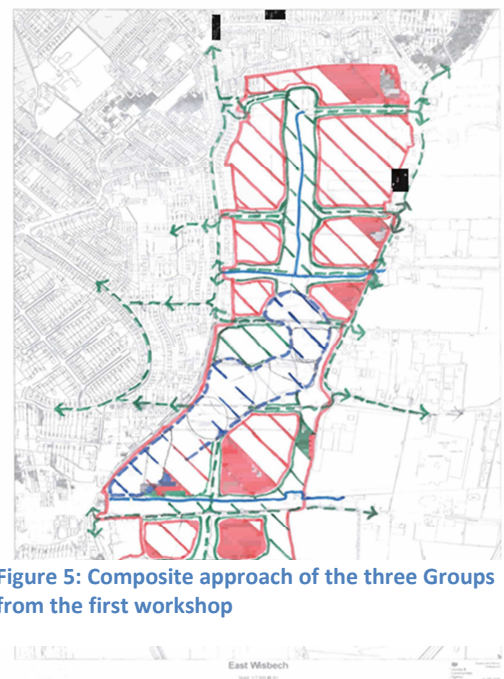 Figure 5: Composite approach of the three Groups
from the first workshop
East Wisbech